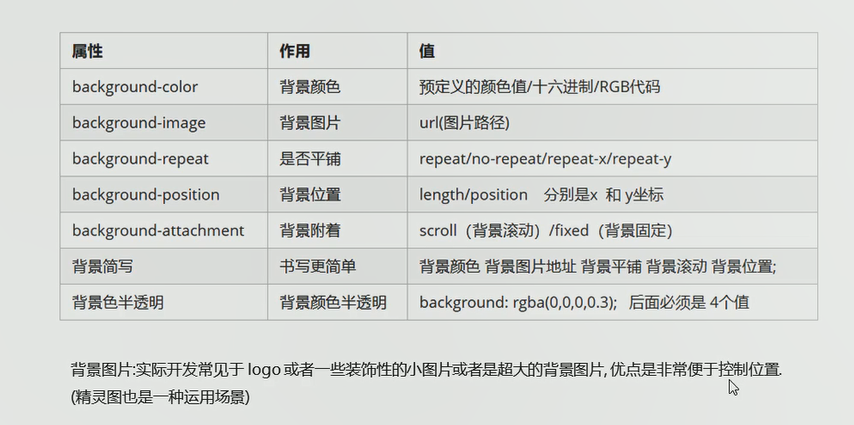 属性 作用 值
background-color 背景颜色 预定义的颜色值/十六进制/RGB代码
background-image 背景图片 url(图片路径)
background-repeat 是否平铺 repeat/no-repeat/repeat-x/repeat-y
background-position 背景位置 length/position 分别是x 和 y坐标
background-attachment 背景附着 scroll（背景滚动）/fixed（背景固定）
背景简写 书写更简单 背景颜色 背景图片地址 背景平铺 背景滚动 背景位置;
背景色半透明 背景颜色半透明 background: rgba(0,0,0,0.3); 后面必须是 4个值
背景图片:实际开发常见于 logo 或者一些装饰性的小图片或者是超大的背景图片, 优点是非常便于控制位置.
(精灵图也是一种运用场景)